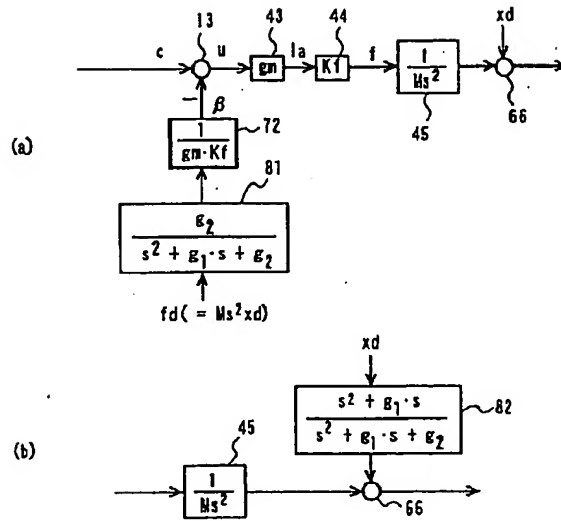 13
43
44
xd
c
u
gm
Ia
Kf
f
1
Ms²
45
66
−
β
(a)
1
gm·Kf
72
81
g₂
s² + g₁·s + g₂
fd( = Ms²xd)
xd
s² + g₁·s
s² + g₁·s + g₂
82
(b)
45
1
Ms²
66